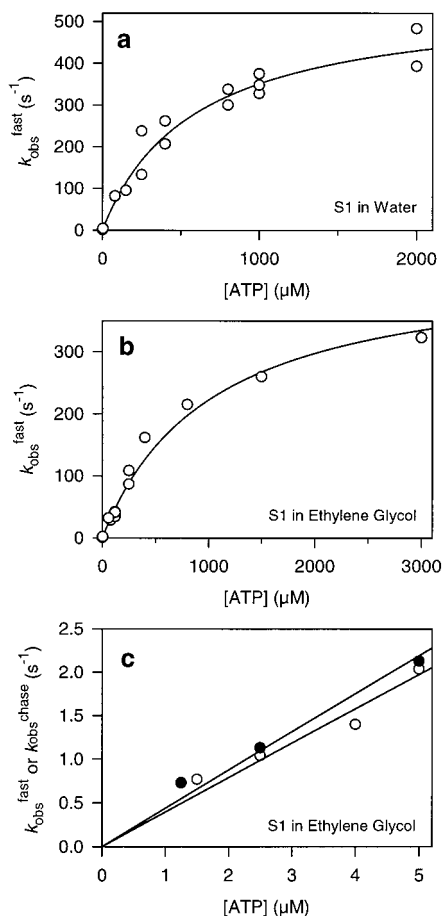 a
500
400
300
200
100
0
k_obs^fast (s⁻¹)
S1 in Water
0 1000 2000
[ATP] (µM)
b
300
200
100
0
k_obs^fast (s⁻¹)
S1 in Ethylene Glycol
0 1000 2000 3000
[ATP] (µM)
c
2.5
2.0
1.5
1.0
0.5
0.0
k_obs^fast or k_obs^chase (s⁻¹)
S1 in Ethylene Glycol
0 1 2 3 4 5
[ATP] (µM)